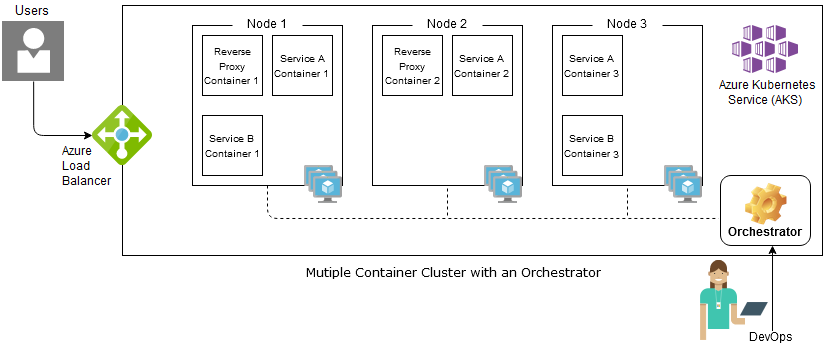 Users
Node 1
Node 2
Node 3
Reverse
Proxy
Container 1
Service A
Container 1
Reverse
Proxy
Container 2
Service A
Container 2
Service A
Container 3
Azure Kubernetes
Service (AKS)
Service B
Container 1
Service B
Container 3
Azure
Load
Balancer
Orchestrator
Mutiple Container Cluster with an Orchestrator
DevOps